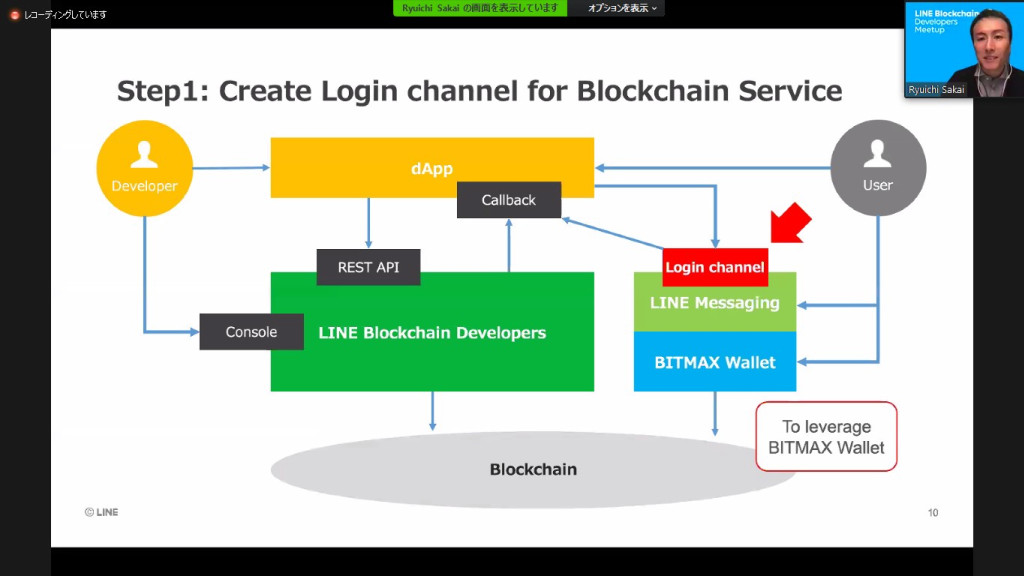 レコーディングしています
Ryuichi Sakai の画面を表示しています
オプションを表示
LINE Blockchain
Developers
Meetup
Ryuichi Sakai
Step1: Create Login channel for Blockchain Service
Developer
dApp
User
Callback
REST API
Login channel
LINE Messaging
Console
LINE Blockchain Developers
BITMAX Wallet
To leverage
BITMAX Wallet
Blockchain
© LINE
10